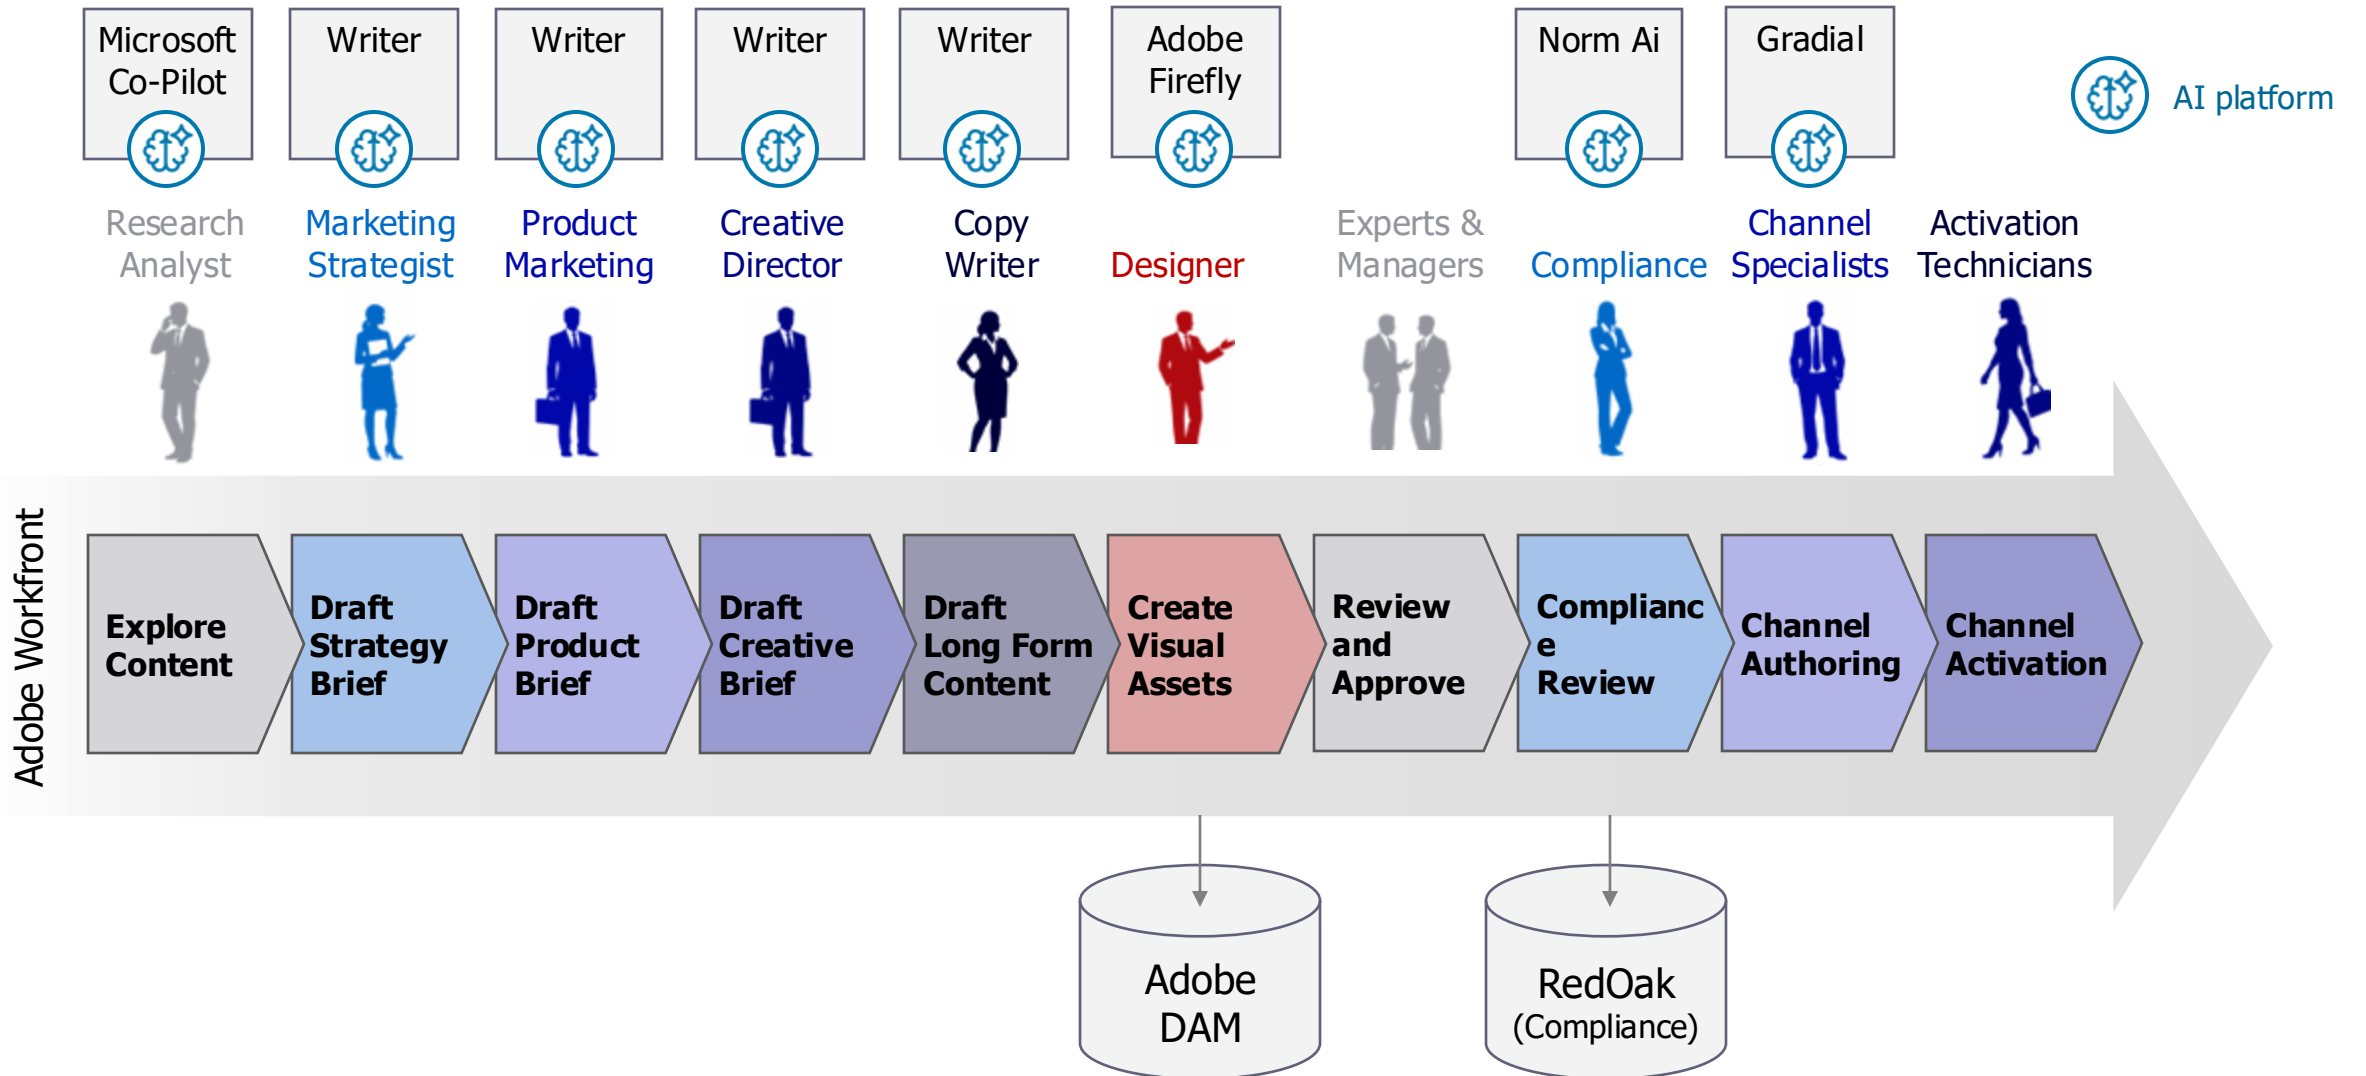 Microsoft
Co-Pilot
Writer
Writer
Writer
Writer
Adobe
Firefly
Norm Ai
Gradial
AI platform
Research
Analyst
Marketing
Strategist
Product
Marketing
Creative
Director
Copy
Writer
Designer
Experts &
Managers
Compliance
Channel
Specialists
Activation
Technicians
Adobe Workfront
Explore
Content
Draft
Strategy
Brief
Draft
Product
Brief
Draft
Creative
Brief
Draft
Long Form
Content
Create
Visual
Assets
Review
and
Approve
Complianc
e
Review
Channel
Authoring
Channel
Activation
Adobe
DAM
RedOak
(Compliance)